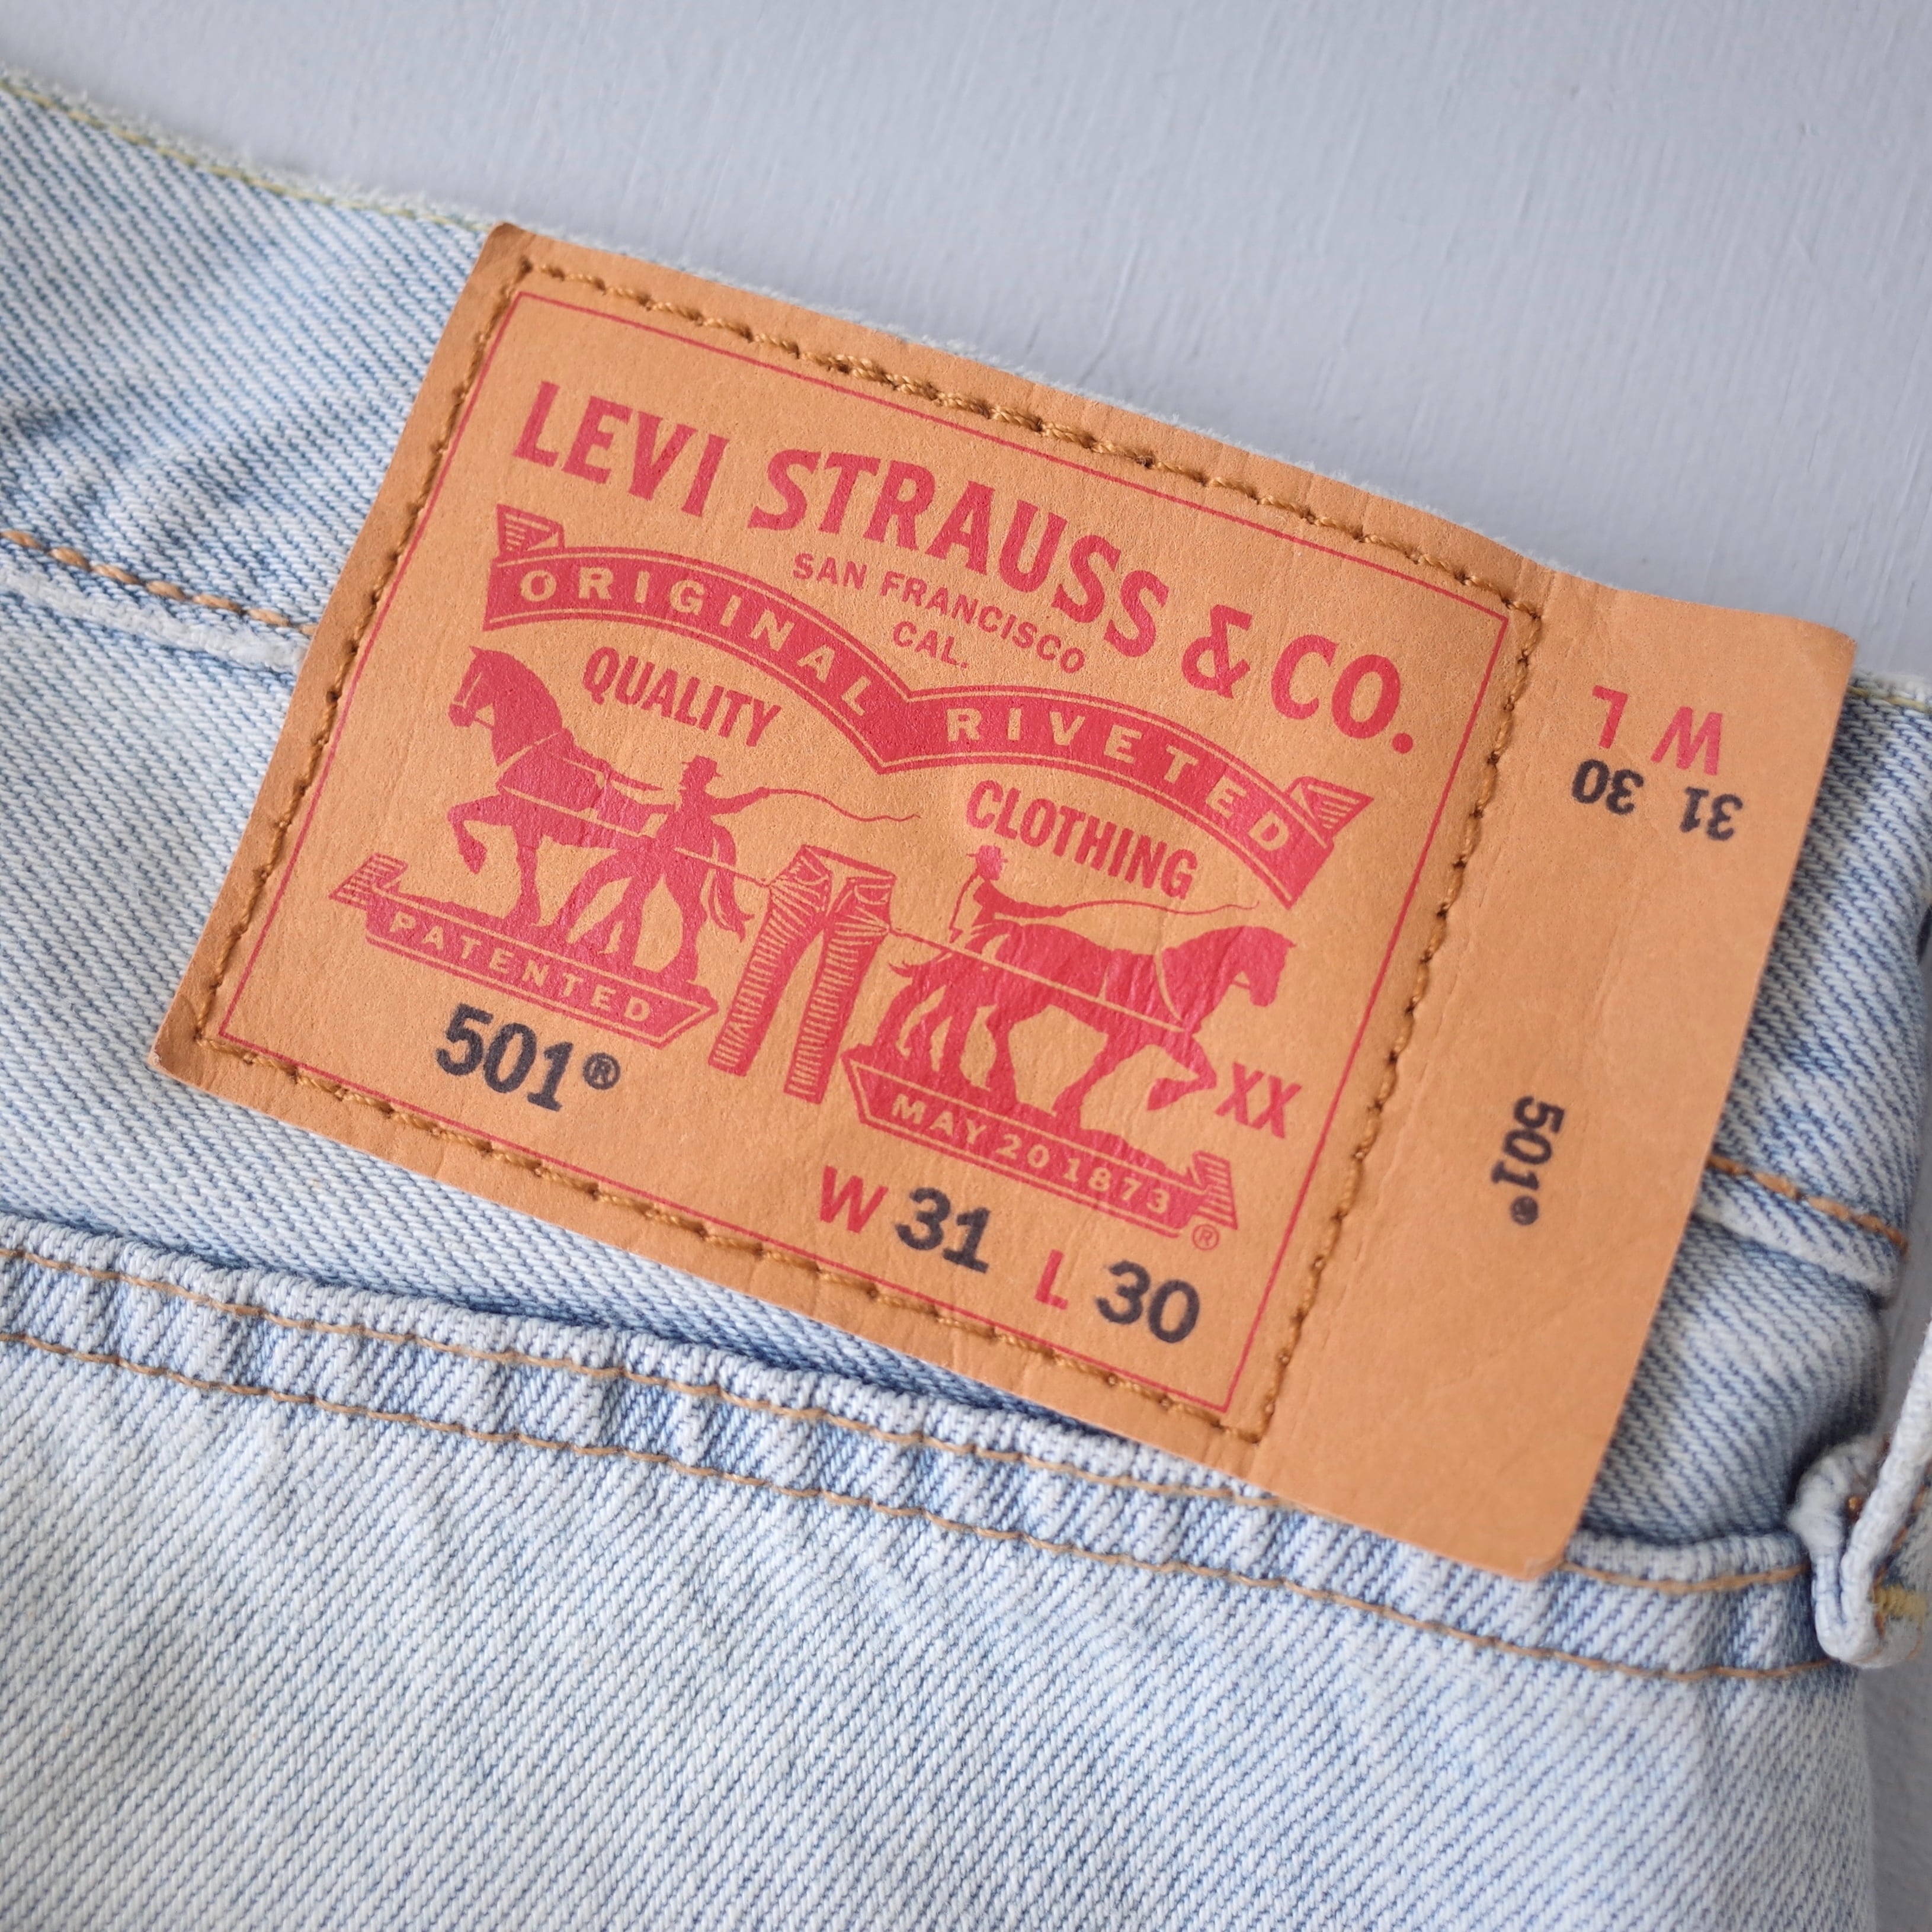 LEVI STRAUSS & CO.
SAN FRANCISCO
CAL.
ORIGINAL RIVETED
QUALITY
CLOTHING
PATENTED
XX
MAY 20 1873
®
501®
W 31 L 30
W L
31 30
501®